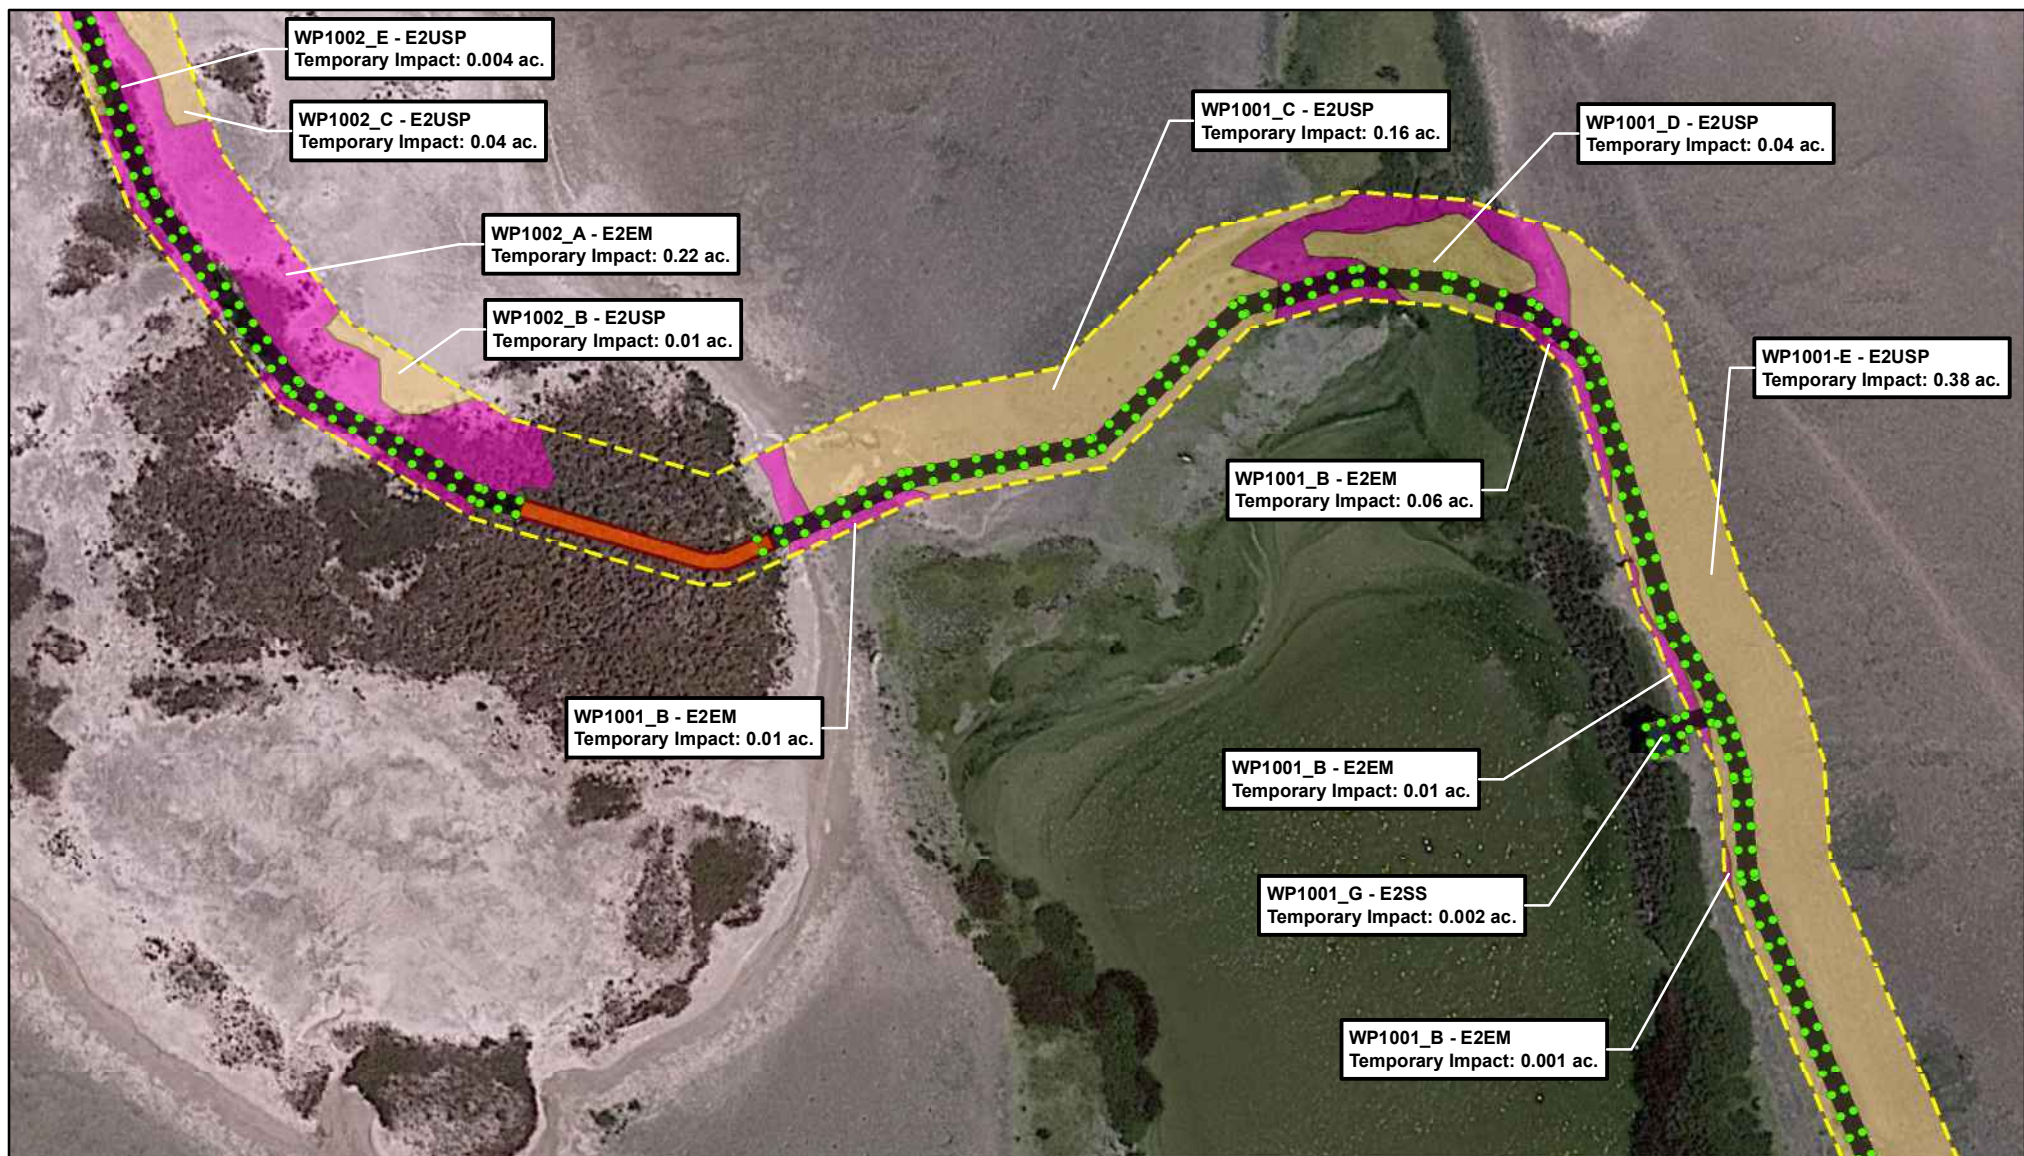 WP1002_E - E2USP
Temporary Impact: 0.004 ac.
WP1002_C - E2USP
Temporary Impact: 0.04 ac.
WP1001_C - E2USP
Temporary Impact: 0.16 ac.
WP1001_D - E2USP
Temporary Impact: 0.04 ac.
WP1002_A - E2EM
Temporary Impact: 0.22 ac.
WP1002_B - E2USP
Temporary Impact: 0.01 ac.
WP1001-E - E2USP
Temporary Impact: 0.38 ac.
WP1001_B - E2EM
Temporary Impact: 0.06 ac.
WP1001_B - E2EM
Temporary Impact: 0.01 ac.
WP1001_B - E2EM
Temporary Impact: 0.01 ac.
WP1001_G - E2SS
Temporary Impact: 0.002 ac.
WP1001_B - E2EM
Temporary Impact: 0.001 ac.